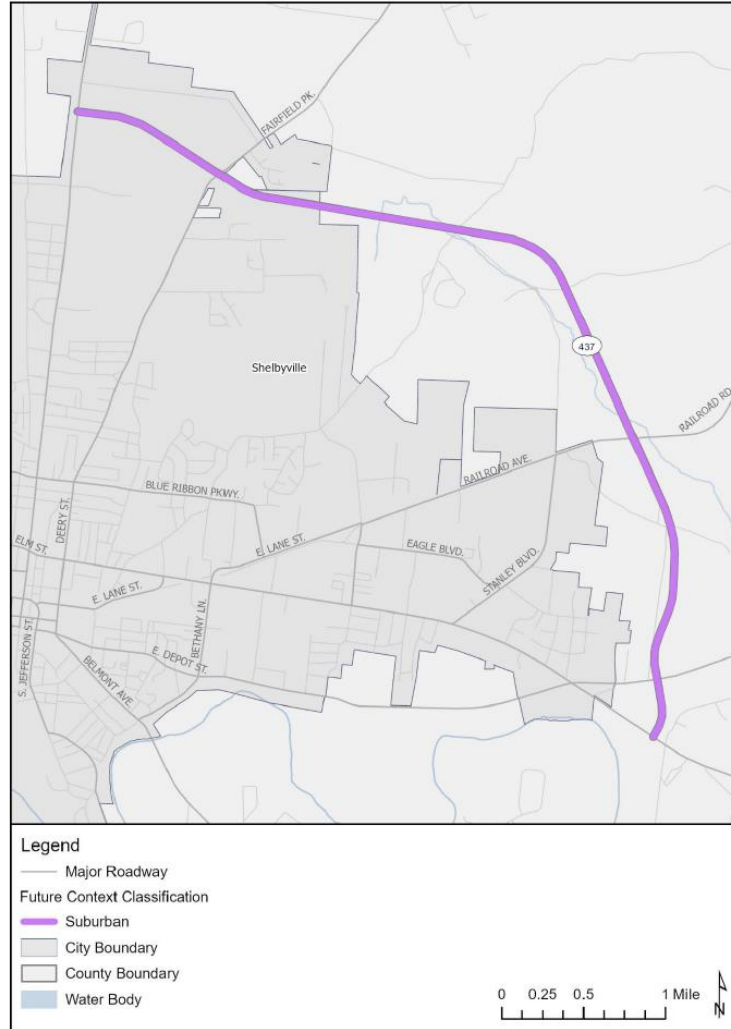 FAIRFIELD PK.
437
Shelbyville
RAILROAD RD.
RAILROAD AVE.
BLUE RIBBON PKWY.
DEERY ST.
ELM ST.
E. LANE ST.
EAGLE BLVD.
STANLEY BLVD.
E. LANE ST.
BETHANY LN.
S. JEFFERSON ST.
E. DEPOT ST.
BELMONT AVE.
Legend
Major Roadway
Future Context Classification
Suburban
City Boundary
County Boundary
Water Body
0 0.25 0.5 1 Mile
N